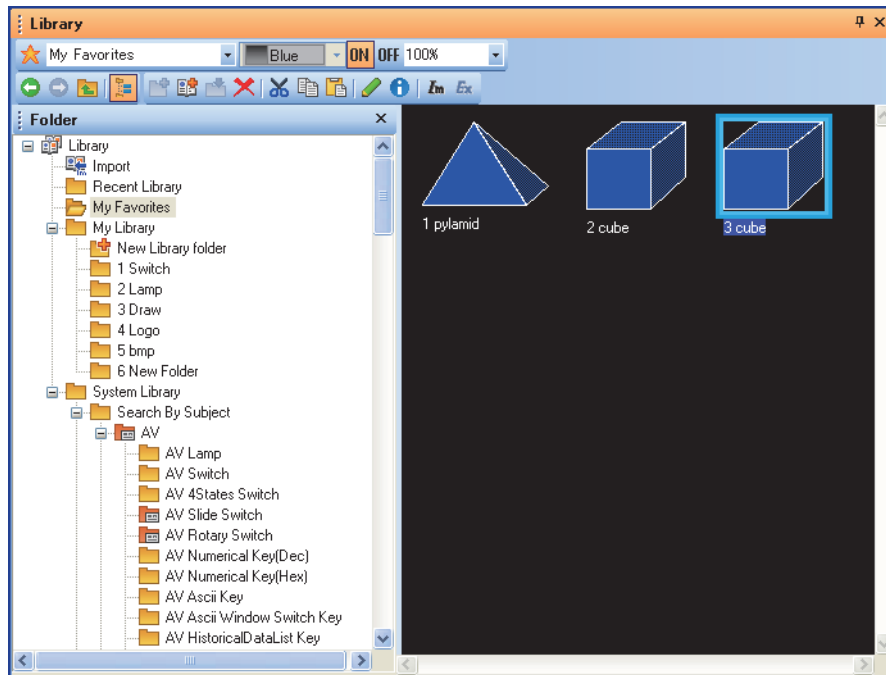 Library
My Favorites Blue ON OFF 100%
Im Ex
Folder
Library
Import
Recent Library
My Favorites
My Library
New Library folder
1 Switch
2 Lamp
3 Draw
4 Logo
5 bmp
6 New Folder
System Library
Search By Subject
AV
AV Lamp
AV Switch
AV 4States Switch
AV Slide Switch
AV Rotary Switch
AV Numerical Key(Dec)
AV Numerical Key(Hex)
AV Ascii Key
AV Ascii Window Switch Key
AV HistoricalDataList Key
1 pylamid
2 cube
3 cube